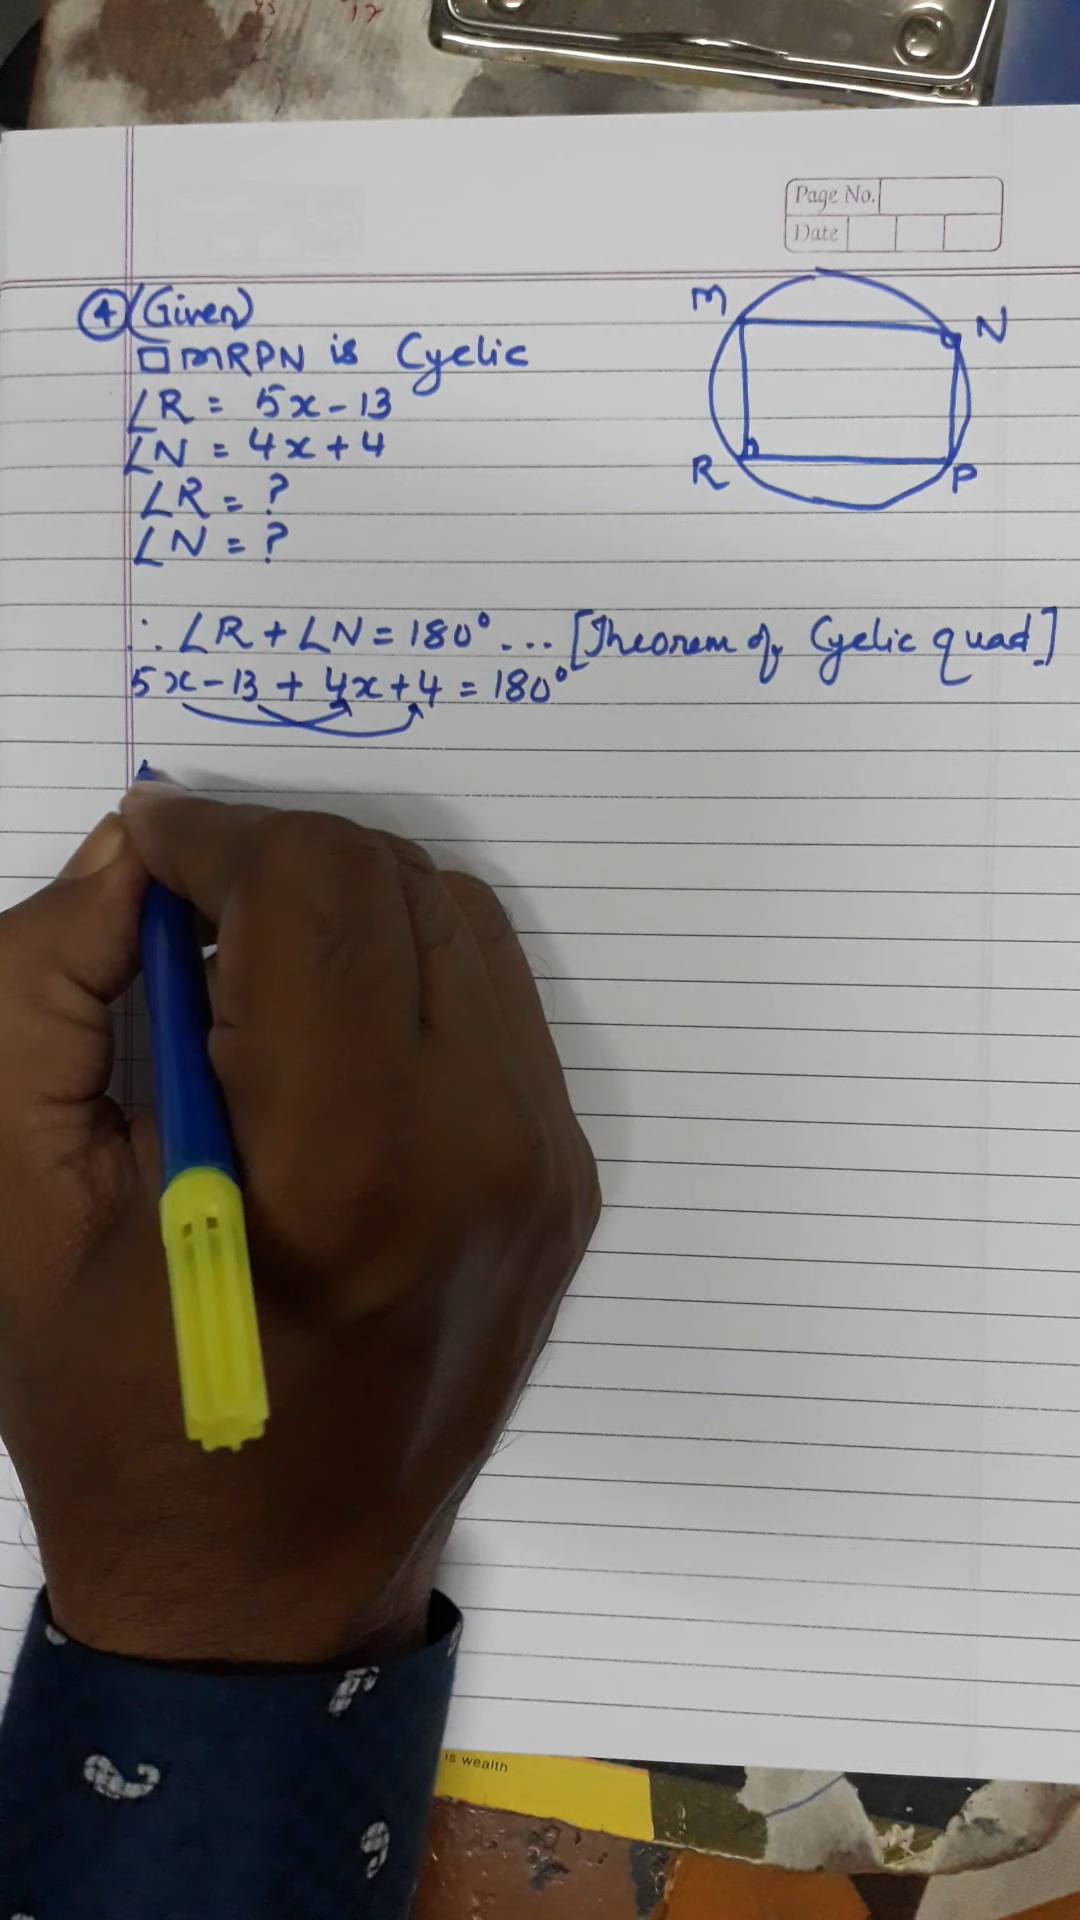 Page No.
Date
④ Given
□ MRPN is Cyclic
∠R = 5x - 13
∠N = 4x + 4
∠R = ?
∠N = ?
M
N
R
P
∴ ∠R + ∠N = 180° ... [Theorem of Cyclic quad.]
5x - 13 + 4x + 4 = 180°
is wealth